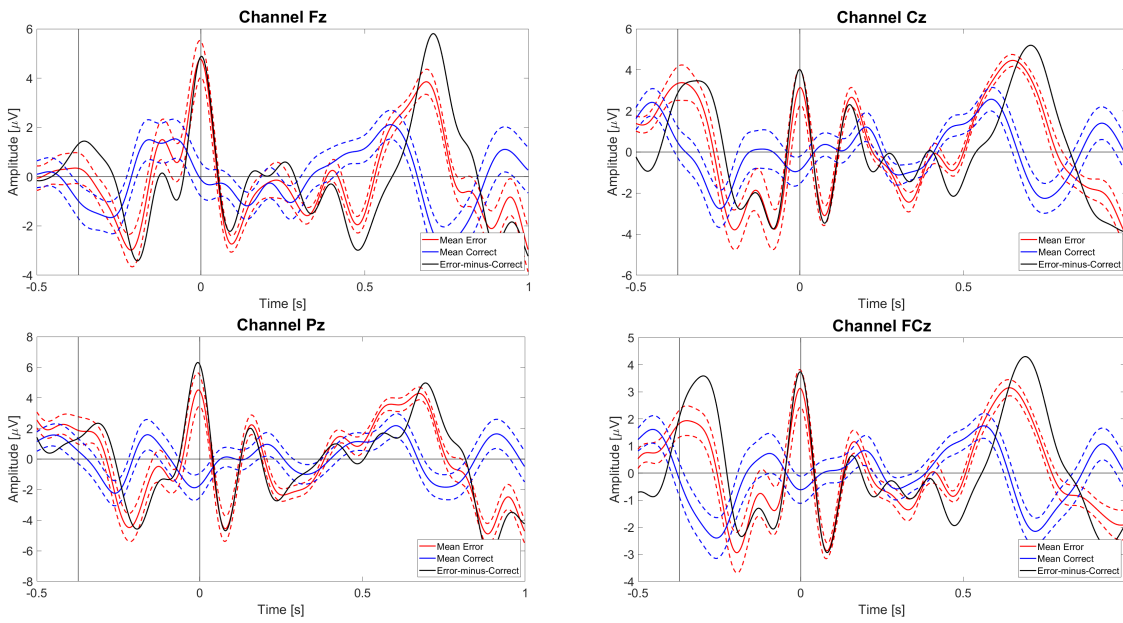 Channel Fz
Amplitude [μV]
6
4
2
0
-2
-4
-0.5
0
0.5
1
Time [s]
Mean Error
Mean Correct
Error-minus-Correct
Channel Cz
Amplitude [μV]
6
4
2
0
-2
-4
-6
-0.5
0
0.5
Time [s]
Mean Error
Mean Correct
Error-minus-Correct
Channel Pz
Amplitude [μV]
8
6
4
2
0
-2
-4
-6
-8
-0.5
0
0.5
1
Time [s]
Mean Error
Mean Correct
Error-minus-Correct
Channel FCz
Amplitude [μV]
5
4
3
2
1
0
-1
-2
-3
-4
-0.5
0
0.5
Time [s]
Mean Error
Mean Correct
Error-minus-Correct